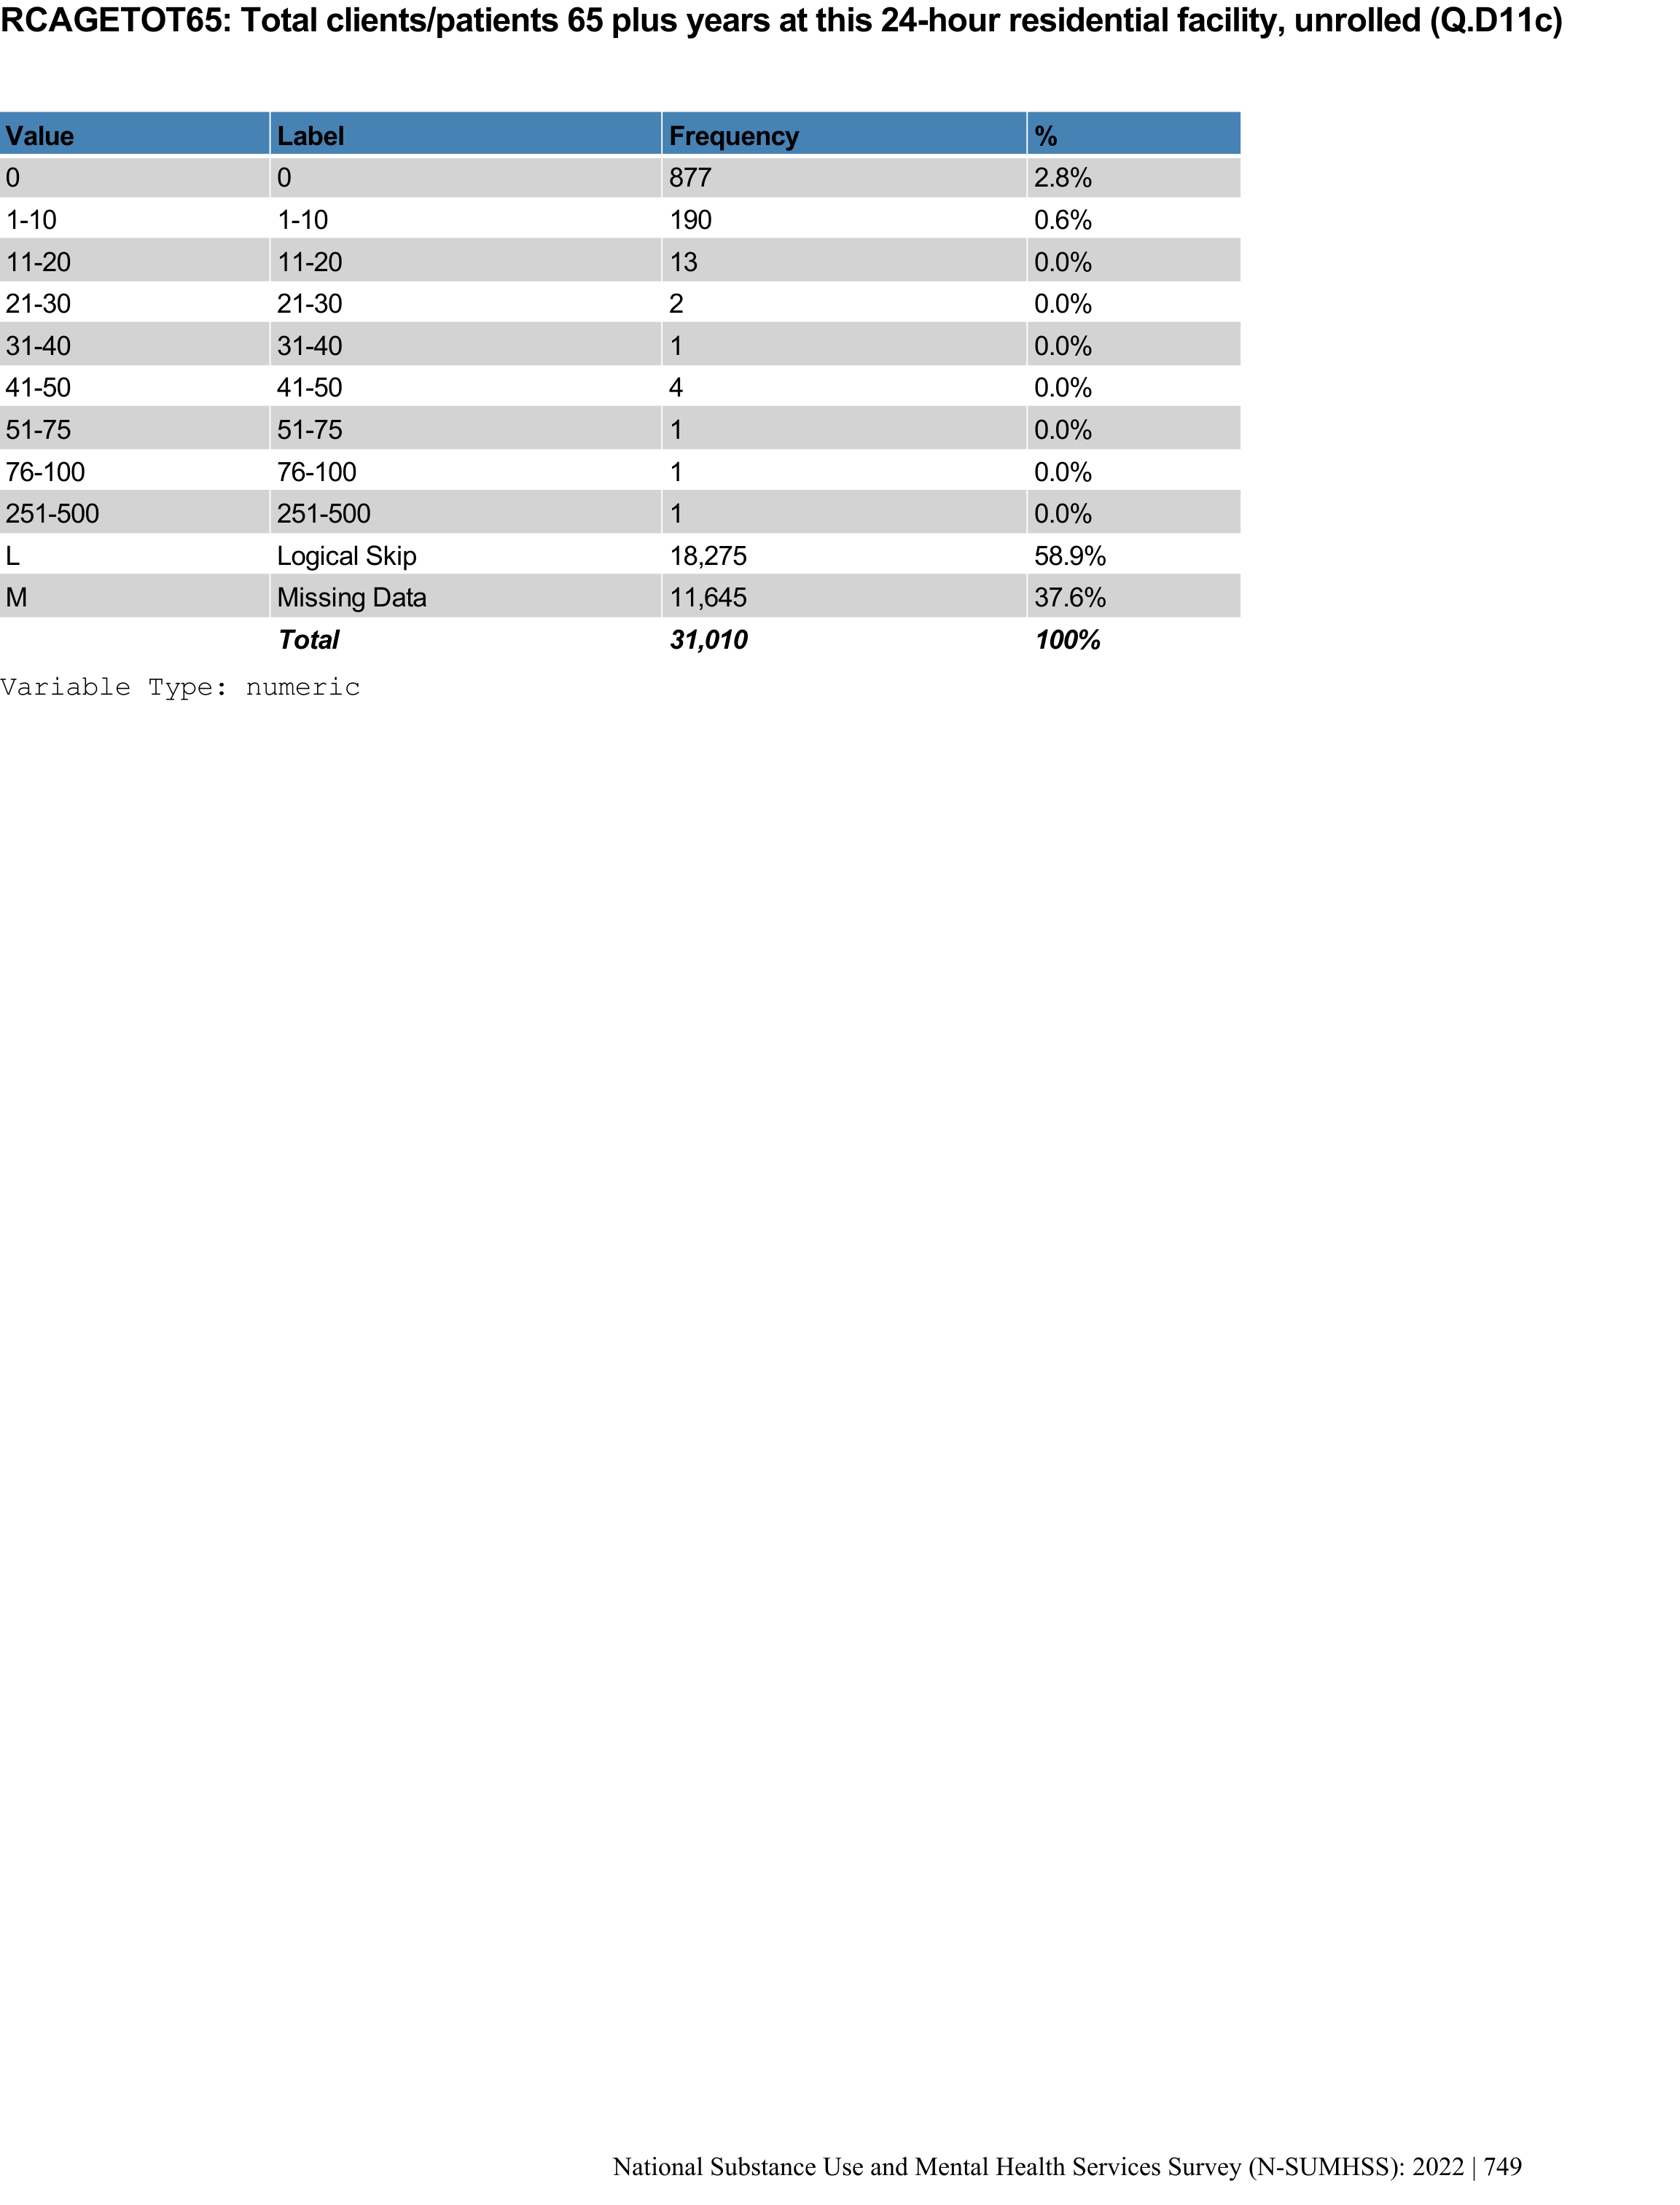 RCAGETOT65: Total clients/patients 65 plus years at this 24-hour residential facility, unrolled (Q.D11c)
Value Label Frequency %
0 0 877 2.8%
1-10 1-10 190 0.6%
11-20 11-20 13 0.0%
21-30 21-30 2 0.0%
31-40 31-40 1 0.0%
41-50 41-50 4 0.0%
51-75 51-75 1 0.0%
76-100 76-100 1 0.0%
251-500 251-500 1 0.0%
L Logical Skip 18,275 58.9%
M Missing Data 11,645 37.6%
Total 31,010 100%
Variable Type: numeric
National Substance Use and Mental Health Services Survey (N-SUMHSS): 2022 | 749